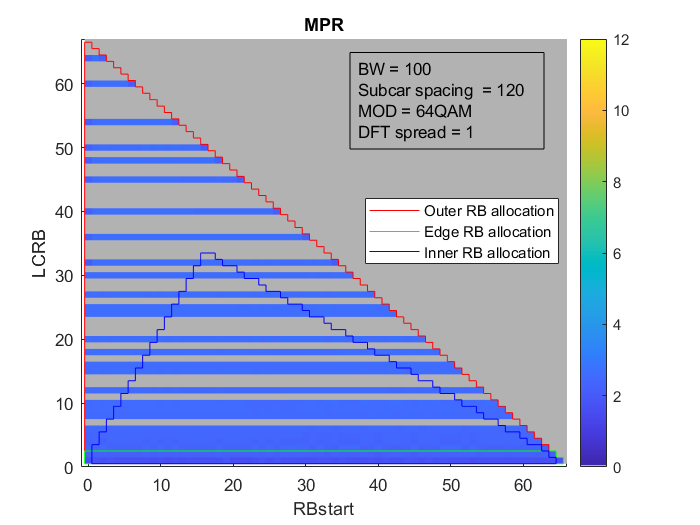 MPR
BW = 100
Subcar spacing  = 120
MOD = 64QAM
DFT spread = 1
Outer RB allocation
Edge RB allocation
Inner RB allocation
LCRB
60
50
40
30
20
10
0
0
10
20
30
40
50
60
RBstart
12
10
8
6
4
2
0